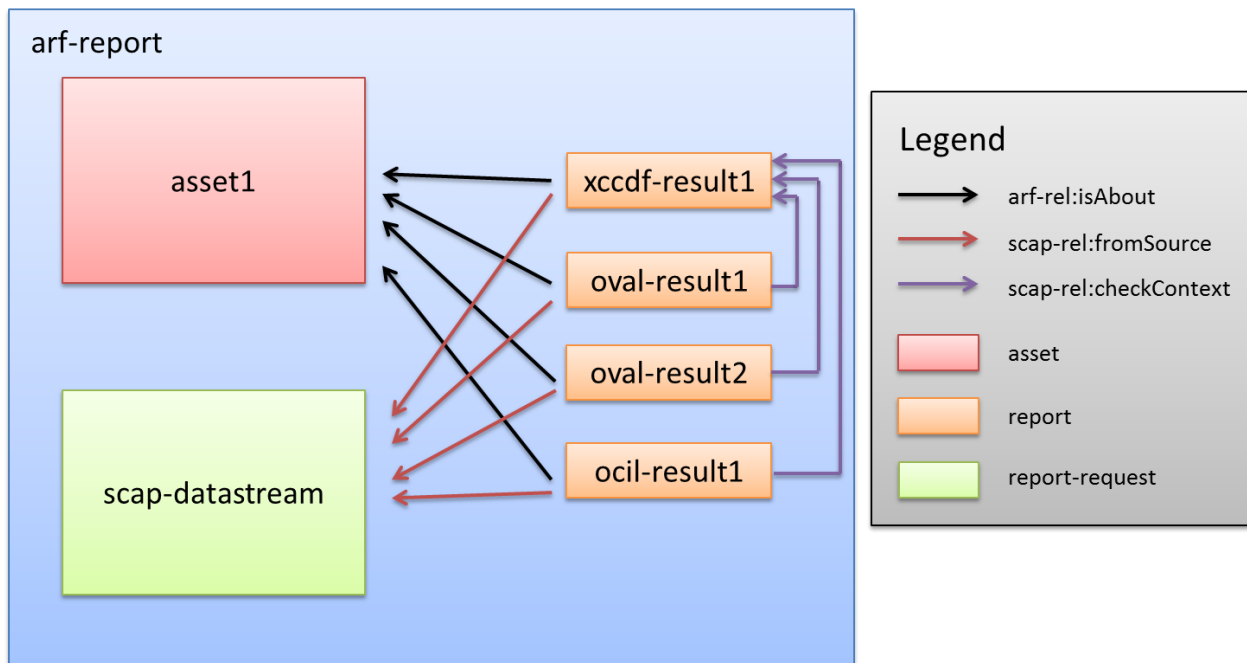 arf-report
asset1
xccdf-result1
oval-result1
oval-result2
ocil-result1
scap-datastream
Legend
arf-rel:isAbout
scap-rel:fromSource
scap-rel:checkContext
asset
report
report-request